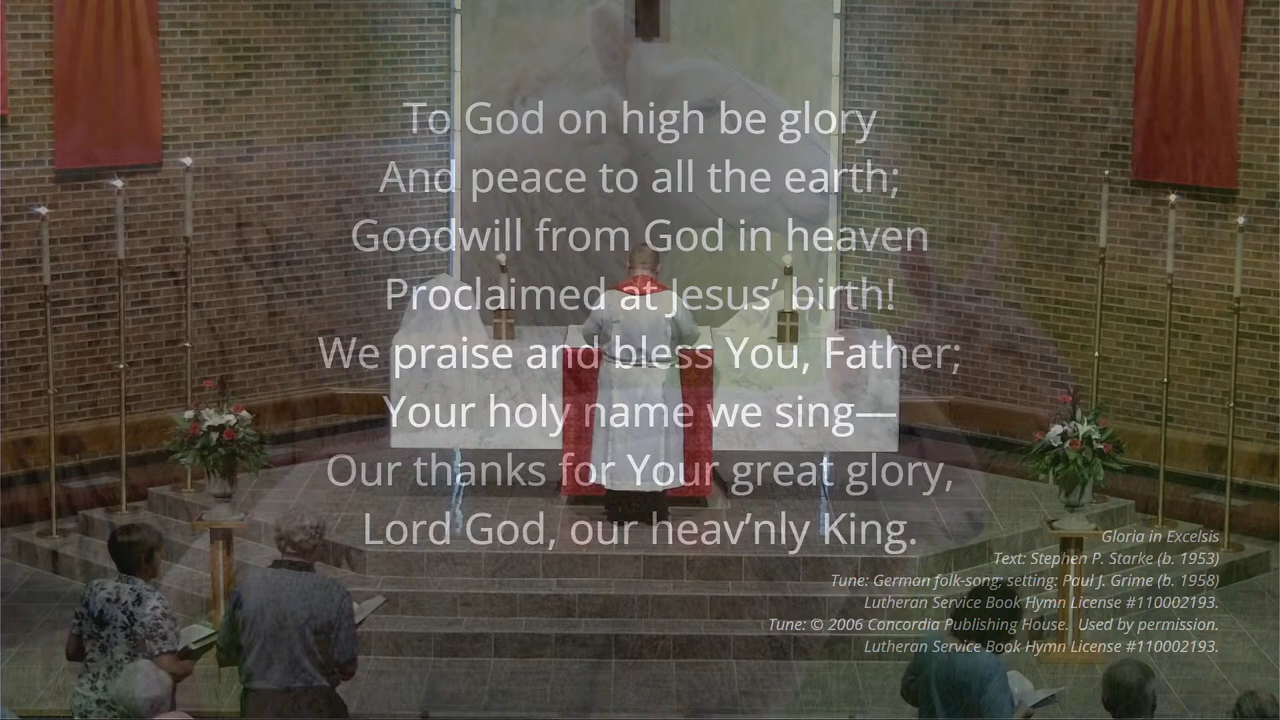 To God on high be glory
And peace to all the earth;
Goodwill from God in heaven
Proclaimed at Jesus’ birth!
We praise and bless You, Father;
Your holy name we sing—
Our thanks for Your great glory,
Lord God, our heav’nly King.
Gloria in Excelsis
Text: Stephen P. Starke (b. 1953)
Tune: German folk-song; setting: Paul J. Grime (b. 1958)
Lutheran Service Book Hymn License #110002193.
Tune: © 2006 Concordia Publishing House.  Used by permission.
Lutheran Service Book Hymn License #110002193.